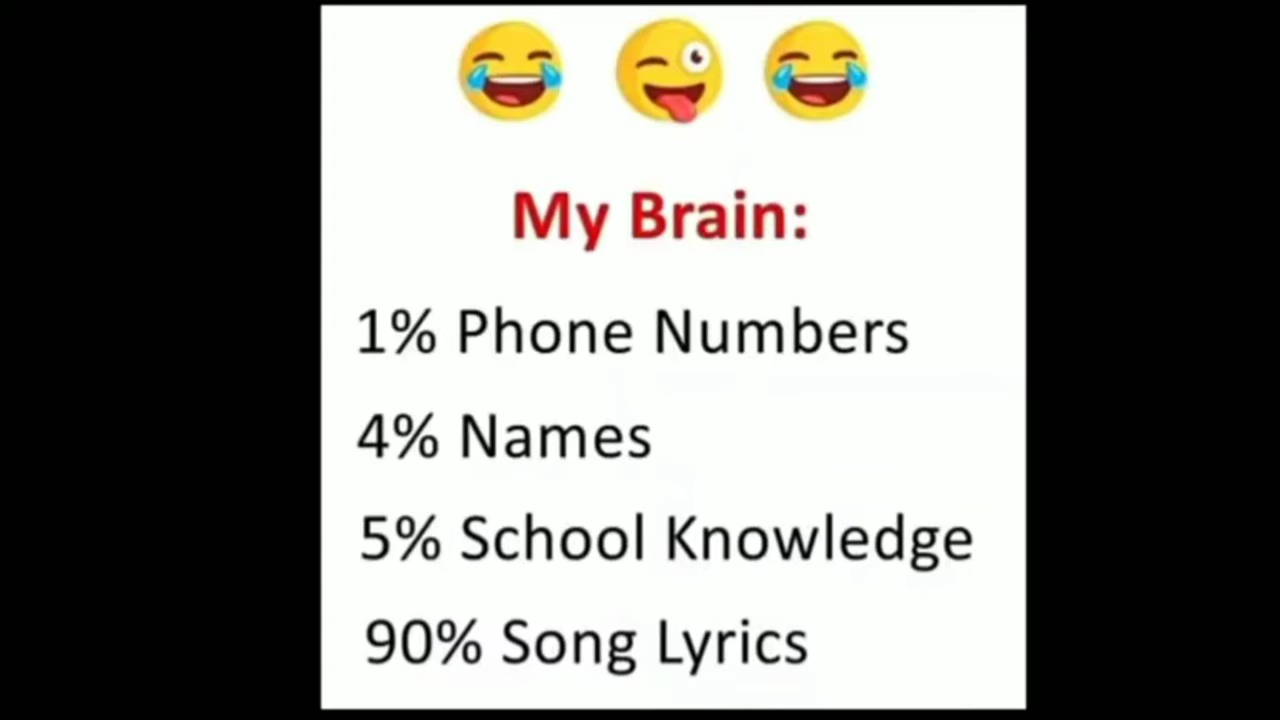 My Brain:
1% Phone Numbers
4% Names
5% School Knowledge
90% Song Lyrics